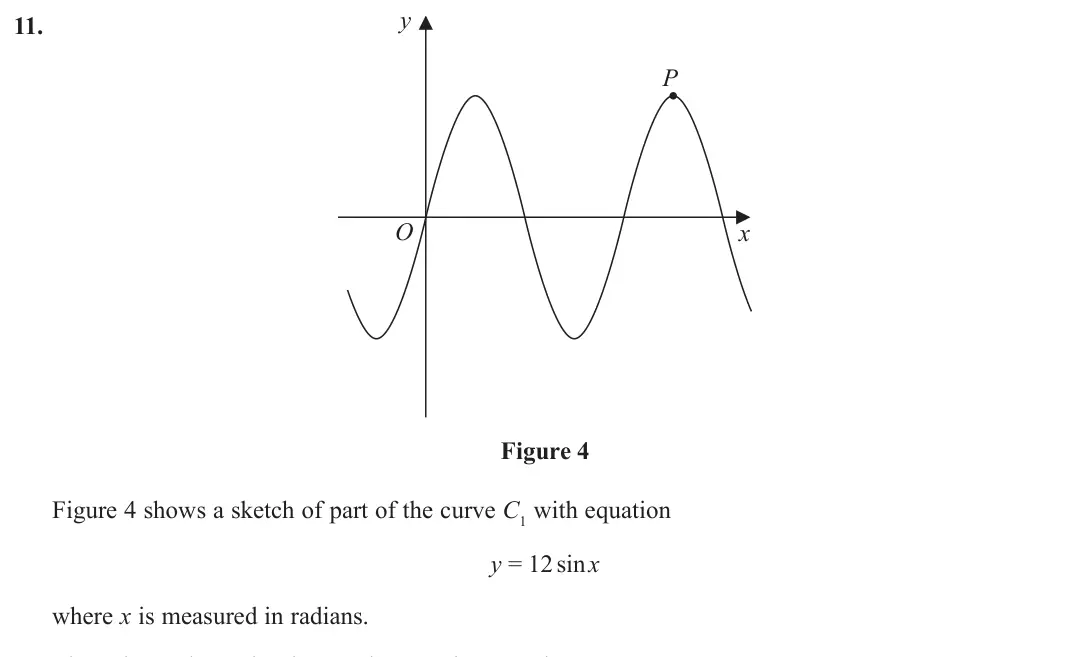 11.
y
P
O
x
Figure 4
Figure 4 shows a sketch of part of the curve C₁ with equation
y = 12 sin x
where x is measured in radians.